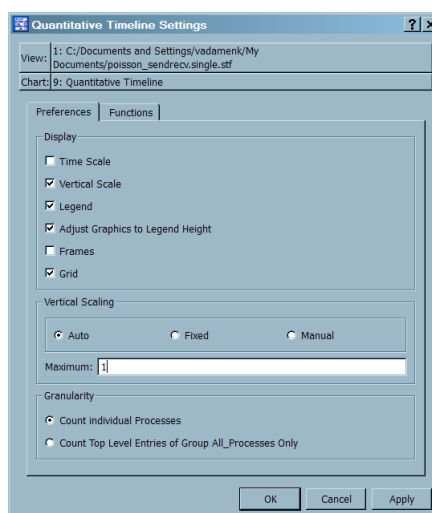 Quantitative Timeline Settings
View: 1: C:/Documents and Settings/vadamenk/My
Documents/poisson_sendrecv.single.stf
Chart: 9: Quantitative Timeline
Preferences Functions
Display
Time Scale
Vertical Scale
Legend
Adjust Graphics to Legend Height
Frames
Grid
Vertical Scaling
Auto Fixed Manual
Maximum: 1
Granularity
Count individual Processes
Count Top Level Entries of Group All_Processes Only
OK Cancel Apply